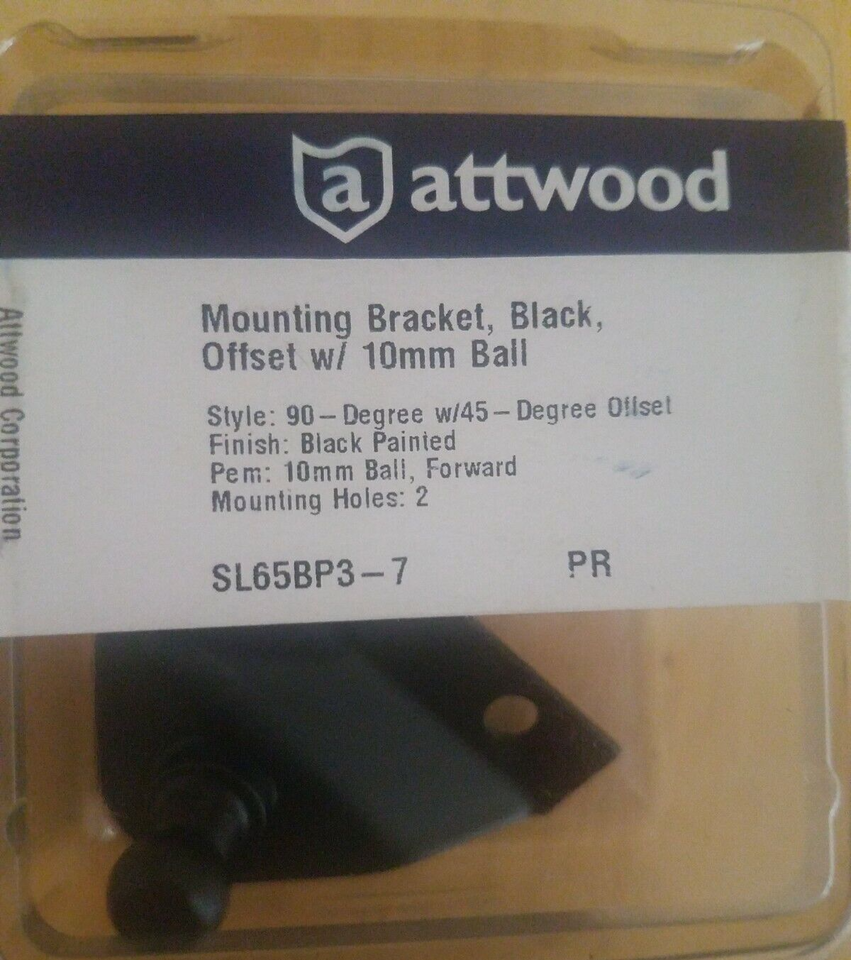 a attwood
Mounting Bracket, Black,
Offset w/ 10mm Ball
Style: 90–Degree w/45–Degree Offset
Finish: Black Painted
Pem: 10mm Ball, Forward
Mounting Holes: 2
SL65BP3–7 PR
Attwood Corporation